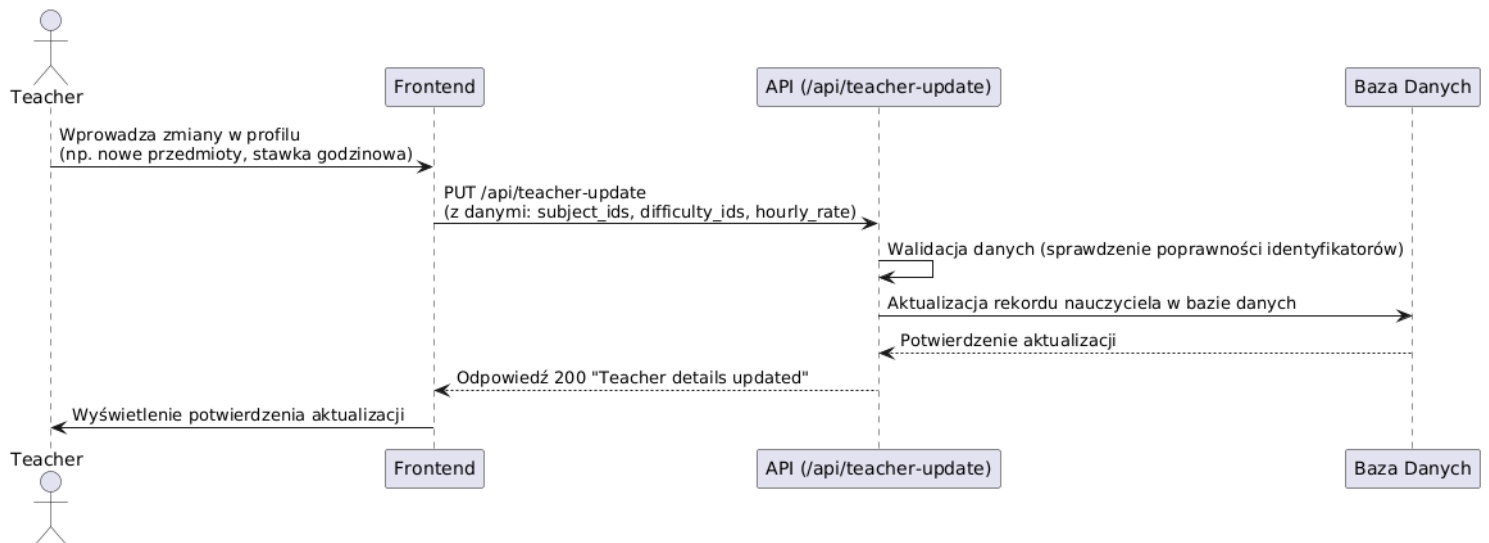 Teacher
Frontend
API (/api/teacher-update)
Baza Danych
Wprowadza zmiany w profilu
(np. nowe przedmioty, stawka godzinowa)
PUT /api/teacher-update
(z danymi: subject_ids, difficulty_ids, hourly_rate)
Walidacja danych (sprawdzenie poprawności identyfikatorów)
Aktualizacja rekordu nauczyciela w bazie danych
Potwierdzenie aktualizacji
Odpowiedź 200 "Teacher details updated"
Wyświetlenie potwierdzenia aktualizacji
Teacher
Frontend
API (/api/teacher-update)
Baza Danych